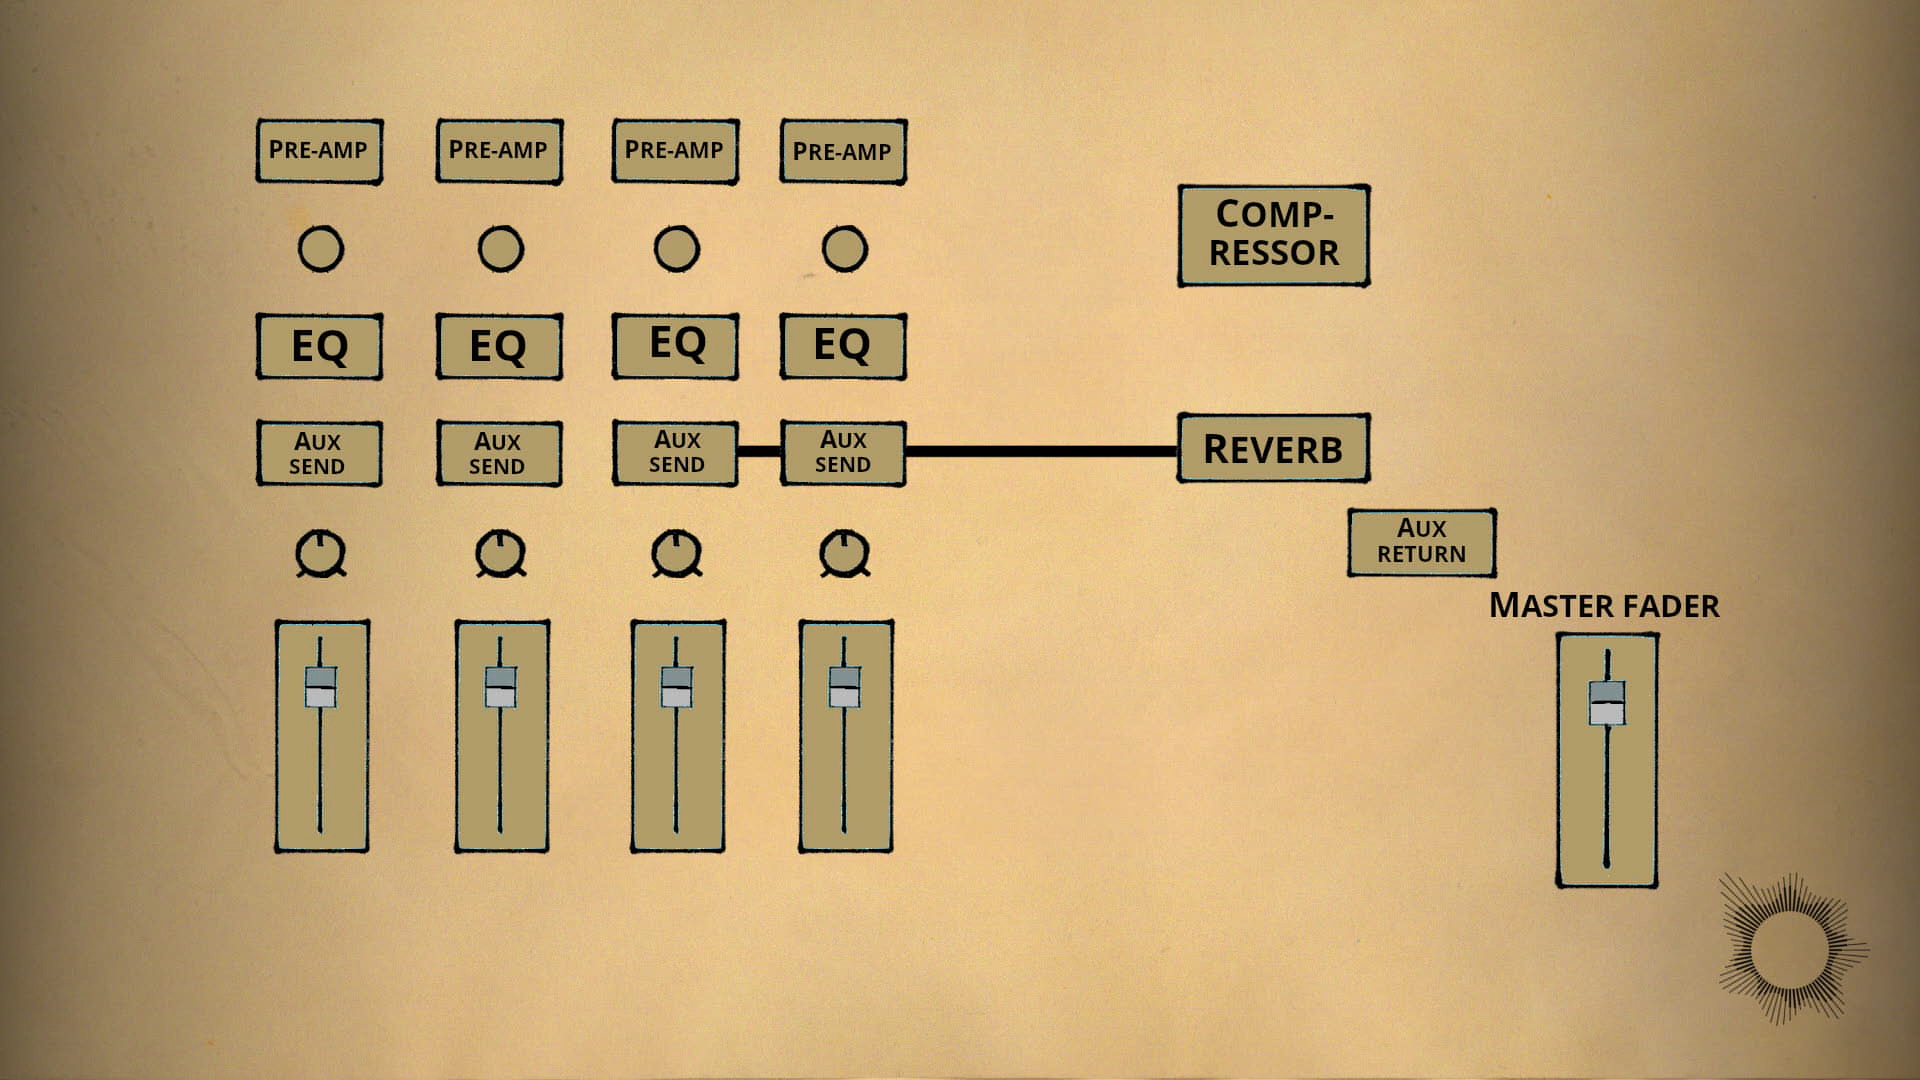 PRE-AMP
PRE-AMP
PRE-AMP
PRE-AMP
COMP-
RESSOR
EQ
EQ
EQ
EQ
AUX
SEND
AUX
SEND
AUX
SEND
AUX
SEND
REVERB
AUX
RETURN
MASTER FADER